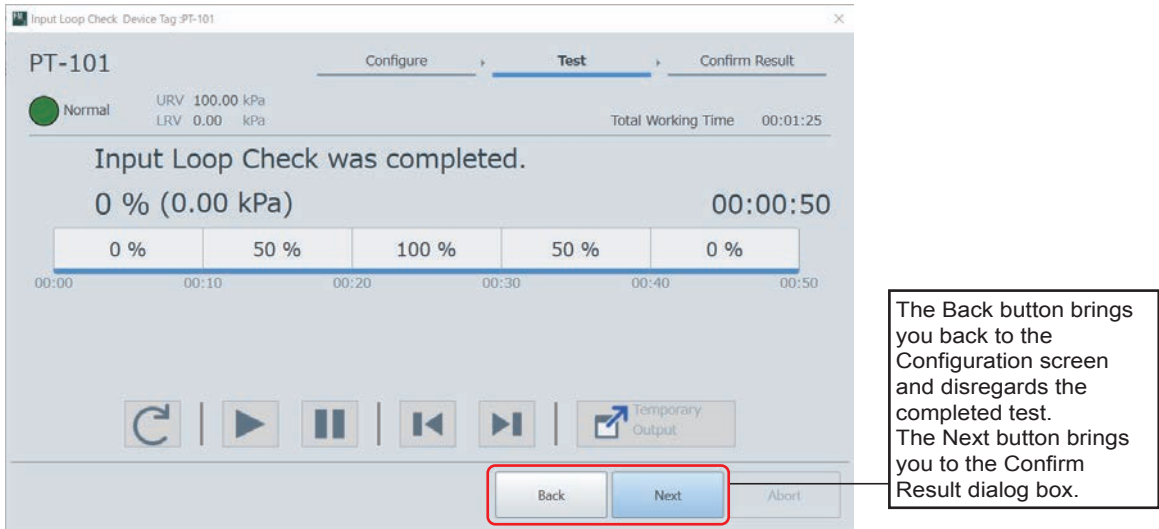 Input Loop Check Device Tag :PT-101
PT-101
Configure Test Confirm Result
Normal
URV 100.00 kPa
LRV 0.00 kPa
Total Working Time 00:01:25
Input Loop Check was completed.
0 % (0.00 kPa) 00:00:50
0 % 50 % 100 % 50 % 0 %
00:00 00:10 00:20 00:30 00:40 00:50
Temporary
Output
Back Next Abort
The Back button brings
you back to the
Configuration screen
and disregards the
completed test.
The Next button brings
you to the Confirm
Result dialog box.